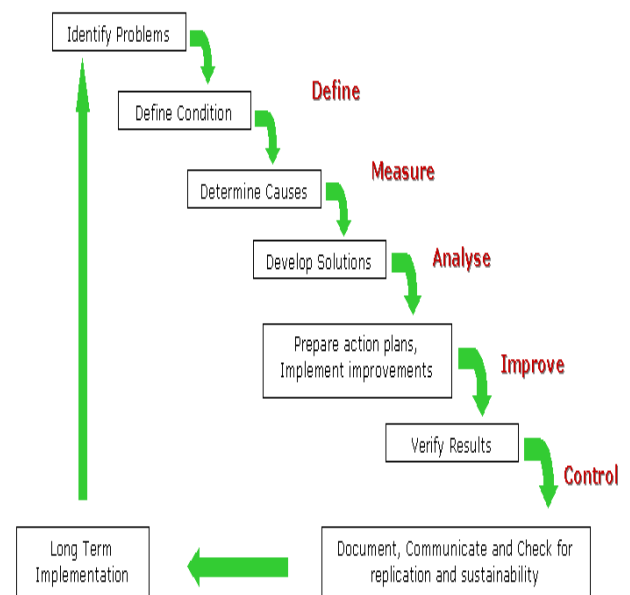 Identify Problems
Define Condition
Define
Measure
Determine Causes
Develop Solutions
Analyse
Prepare action plans,
Implement improvements
Improve
Verify Results
Control
Long Term
Implementation
Document, Communicate and Check for
replication and sustainability